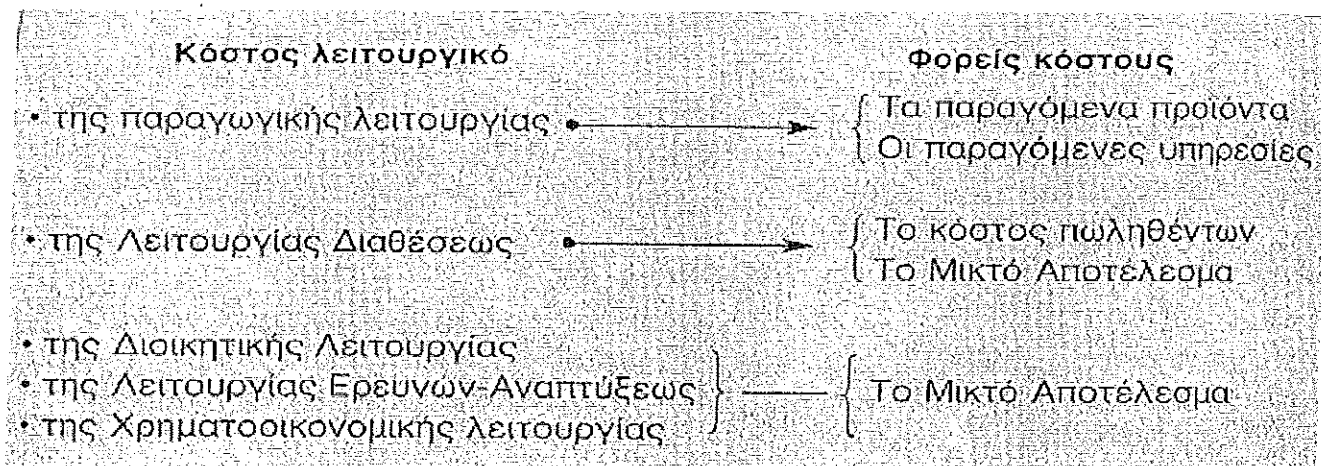 Κόστος λειτουργικό
Φορείς κόστους
• της παραγωγικής λειτουργίας
Τα παραγόμενα προϊόντα
Οι παραγόμενες υπηρεσίες
• της Λειτουργίας Διαθέσεως
Το κόστος πωληθέντων
Το Μικτό Αποτέλεσμα
• της Διοικητικής Λειτουργίας
• της Λειτουργίας Ερευνών-Αναπτύξεως
• της Χρηματοοικονομικής λειτουργίας
Το Μικτό Αποτέλεσμα